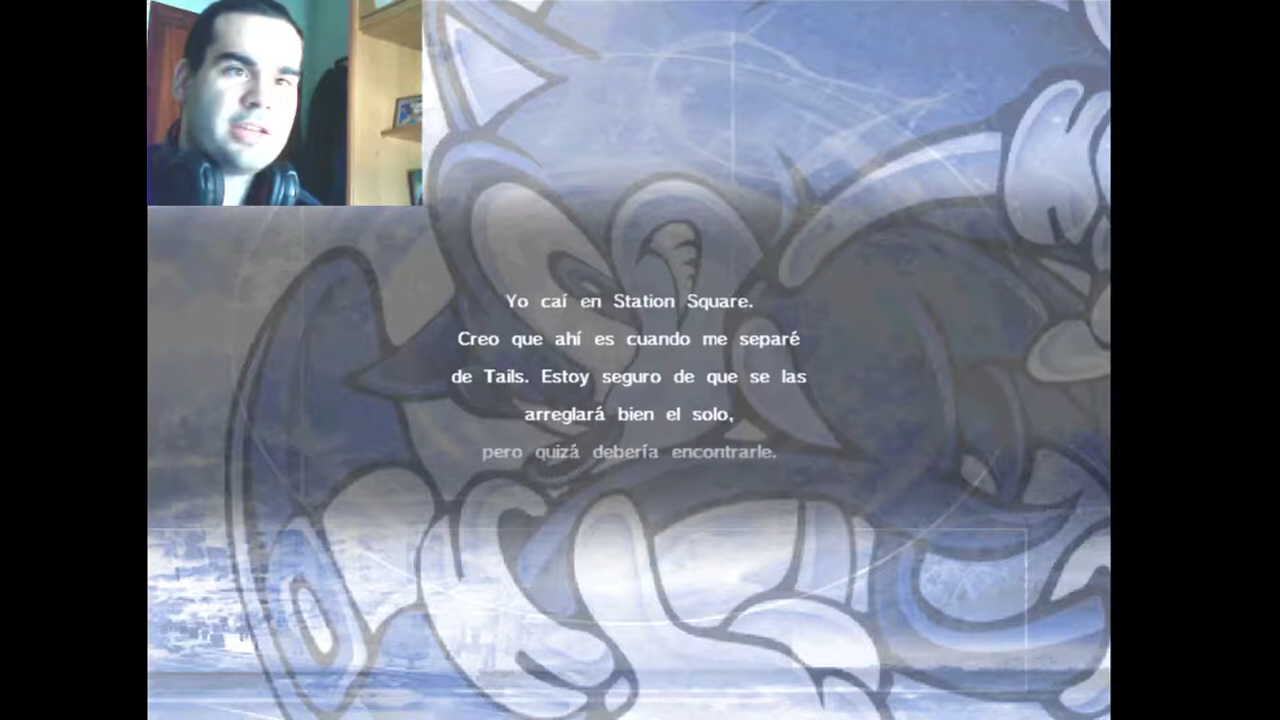 Yo caí en Station Square.
Creo que ahí es cuando me separé
de Tails. Estoy seguro de que se las
arreglará bien el solo,
pero quizá debería encontrarle.